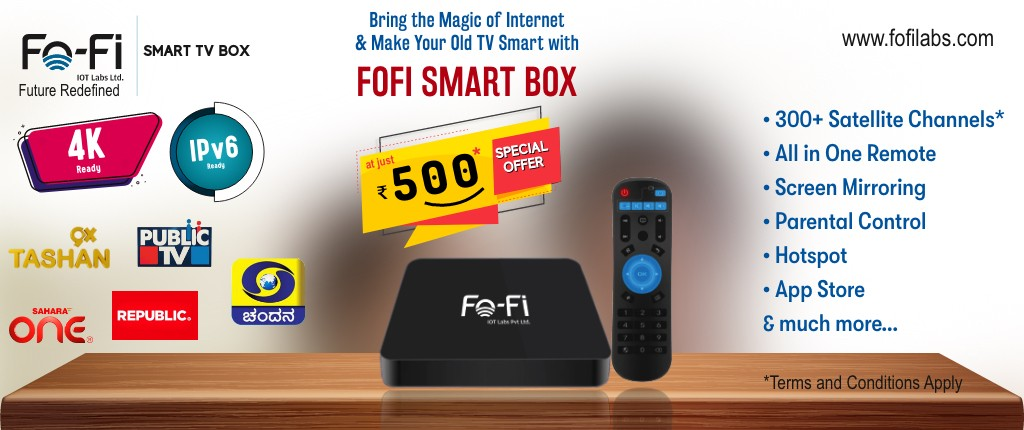 Fo-Fi
IOT Labs Ltd.
Future Redefined
SMART TV BOX
Bring the Magic of Internet
& Make Your Old TV Smart with
FOFI SMART BOX
www.fofilabs.com
4K
Ready
IPv6
Ready
at just
₹500*
SPECIAL
OFFER
9X
TASHAN
PUBLIC
TV
SAHARA
ONE
REPUBLIC.
ಚಂದನ
Fo-Fi
IOT Labs Pvt Ltd.
• 300+ Satellite Channels*
• All in One Remote
• Screen Mirroring
• Parental Control
• Hotspot
• App Store
& much more...
*Terms and Conditions Apply